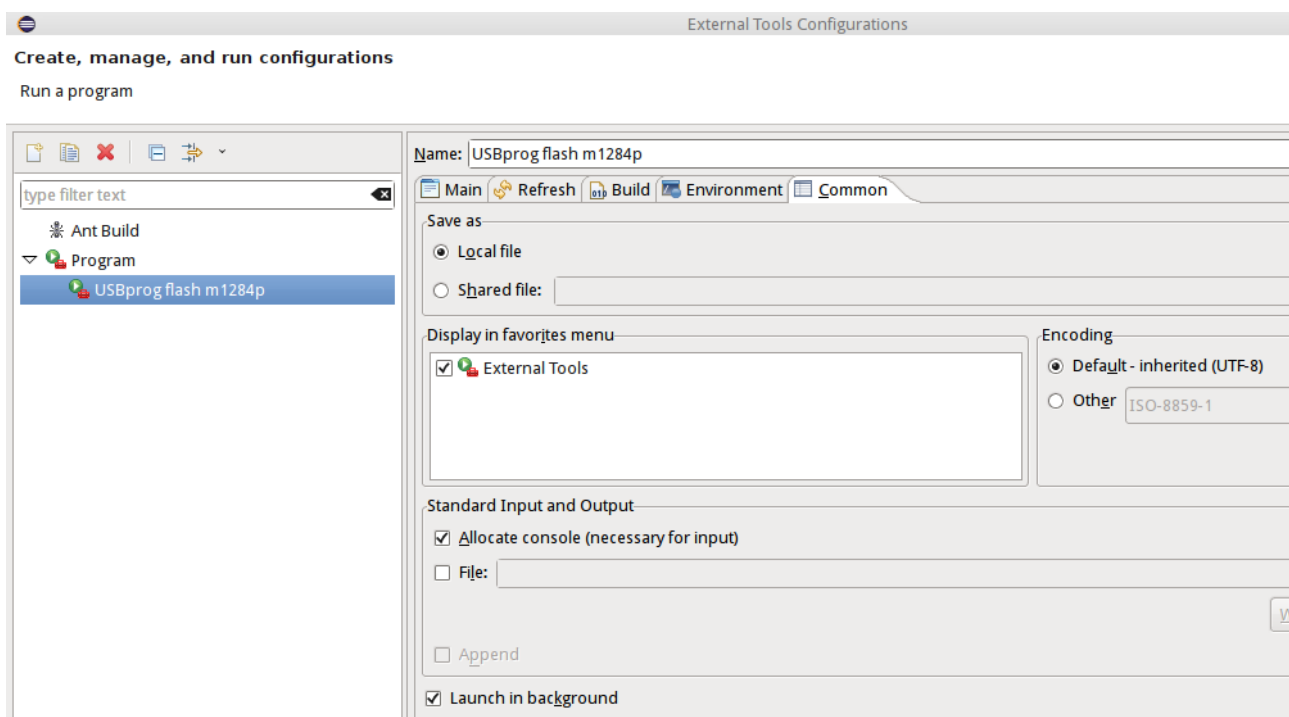 External Tools Configurations
Create, manage, and run configurations
Run a program
type filter text
Ant Build
Program
USBprog flash m1284p
Name: USBprog flash m1284p
Main Refresh Build Environment Common
Save as
Local file
Shared file:
Display in favorites menu
External Tools
Encoding
Default - inherited (UTF-8)
Other ISO-8859-1
Standard Input and Output
Allocate console (necessary for input)
File:
Append
Launch in background